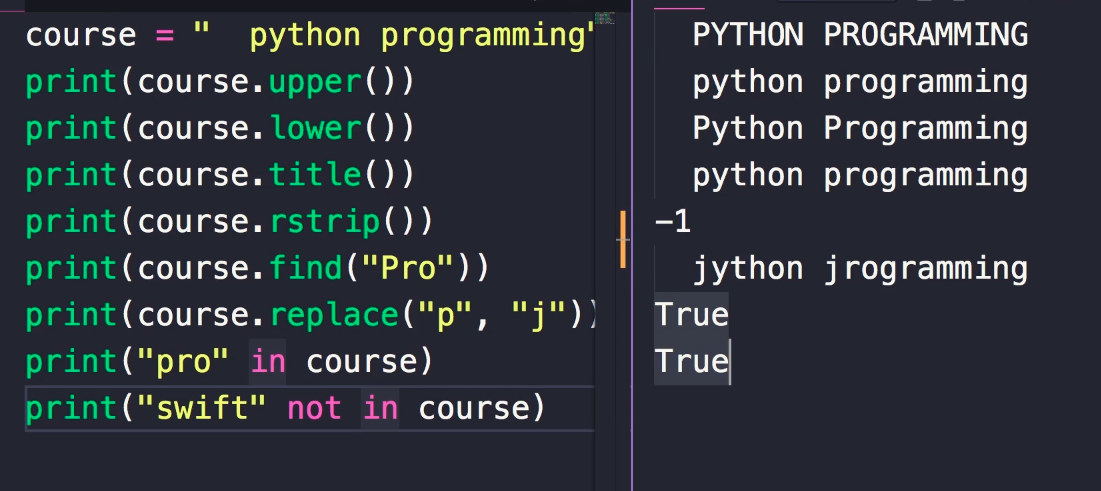 course = "  python programming"
print(course.upper())
print(course.lower())
print(course.title())
print(course.rstrip())
print(course.find("Pro"))
print(course.replace("p", "j"))
print("pro" in course)
print("swift" not in course)
  PYTHON PROGRAMMING
  python programming
  Python Programming
  python programming
-1
  jython jrogramming
True
True